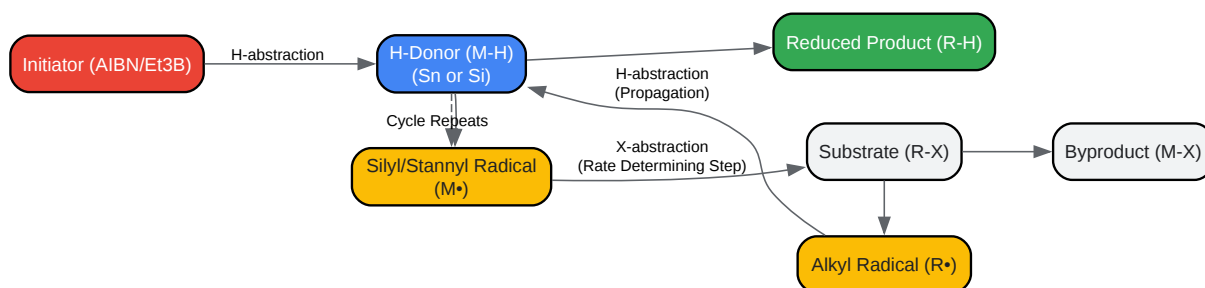 Initiator (AIBN/Et3B)
H-abstraction
H-Donor (M-H)
(Sn or Si)
Reduced Product (R-H)
H-abstraction
(Propagation)
Cycle Repeats
Silyl/Stannyl Radical
(M•)
X-abstraction
(Rate Determining Step)
Substrate (R-X)
Byproduct (M-X)
Alkyl Radical (R•)